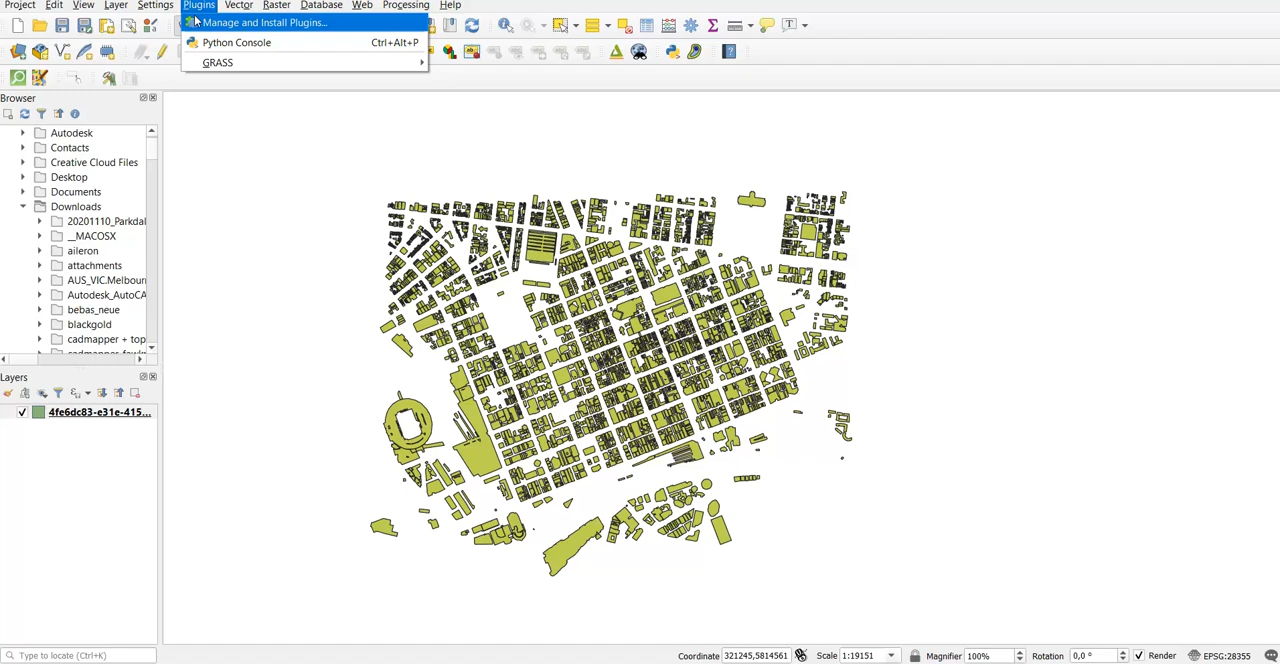 Project Edit View Layer Settings Plugins Vector Raster Database Web Processing Help
Manage and Install Plugins...
Python Console Ctrl+Alt+P
GRASS
Browser
Autodesk
Contacts
Creative Cloud Files
Desktop
Documents
Downloads
20201110_Parkdal
__MACOSX
aileron
attachments
AUS_VIC.Melbour
Autodesk_AutoCA
bebas_neue
blackgold
cadmapper + top
Layers
4fe6dc83-e31e-415...
Type to locate (Ctrl+K)
Coordinate 321245,5814561 Scale 1:19151 Magnifier 100% Rotation 0,0 ° Render EPSG:28355